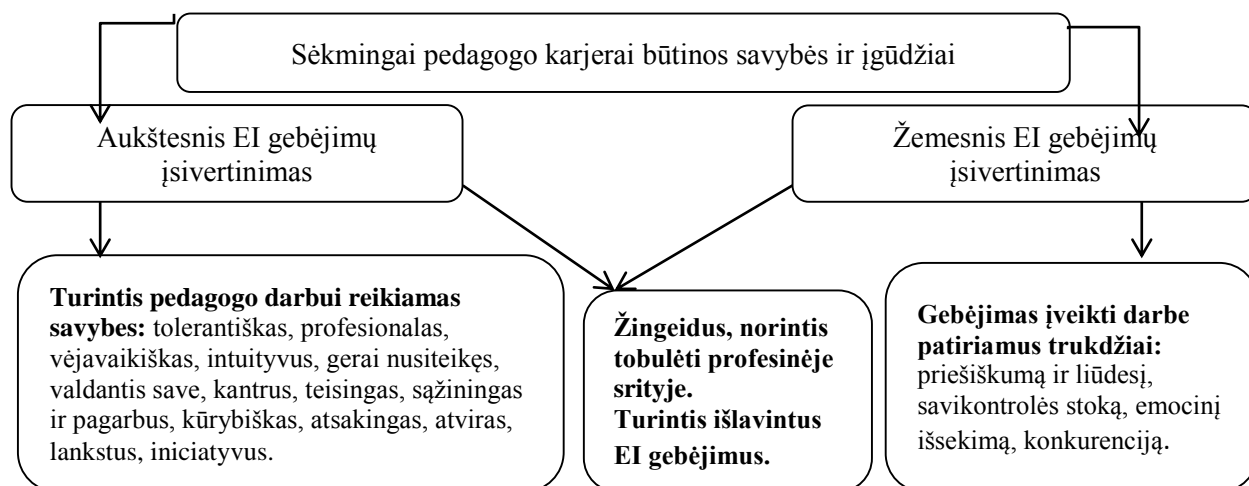 Sėkmingai pedagogo karjerai būtinos savybės ir įgūdžiai
Aukštesnis EI gebėjimų
įsivertinimas
Žemesnis EI gebėjimų
įsivertinimas
Turintis pedagogo darbui reikiamas
savybes: tolerantiškas, profesionalas,
vėjavaikiškas, intuityvus, gerai nusiteikęs,
valdantis save, kantrus, teisingas, sąžiningas
ir pagarbus, kūrybiškas, atsakingas, atviras,
lankstus, iniciatyvus.
Žingeidus, norintis
tobulėti profesinėje
srityje.
Turintis išlavintus
EI gebėjimus.
Gebėjimas įveikti darbe
patiriamus trukdžiai:
priešiškumą ir liūdesį,
savikontrolės stoką, emocinį
išsekimą, konkurenciją.